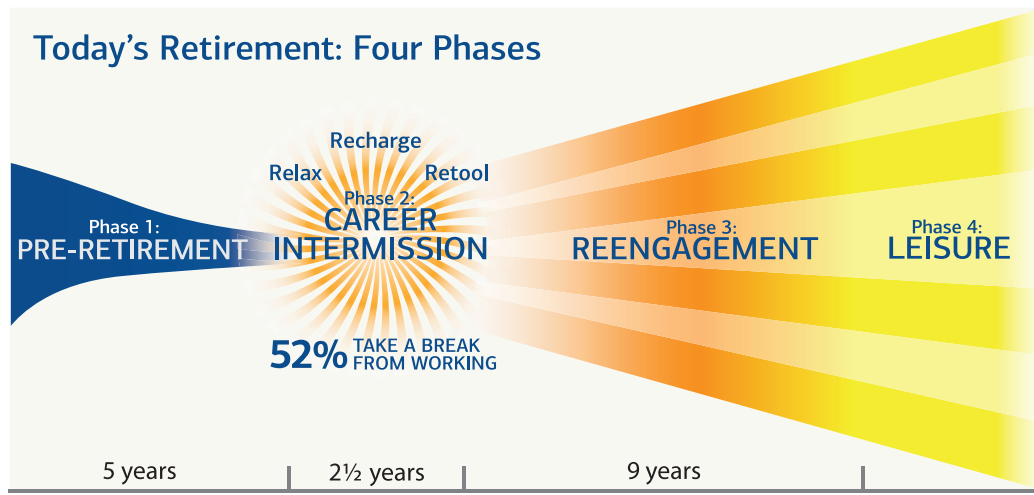 Today's Retirement: Four Phases
Recharge
Relax
Retool
Phase 1:
PRE-RETIREMENT
Phase 2:
CAREER
INTERMISSION
Phase 3:
REENGAGEMENT
Phase 4:
LEISURE
52% TAKE A BREAK
FROM WORKING
5 years
2½ years
9 years